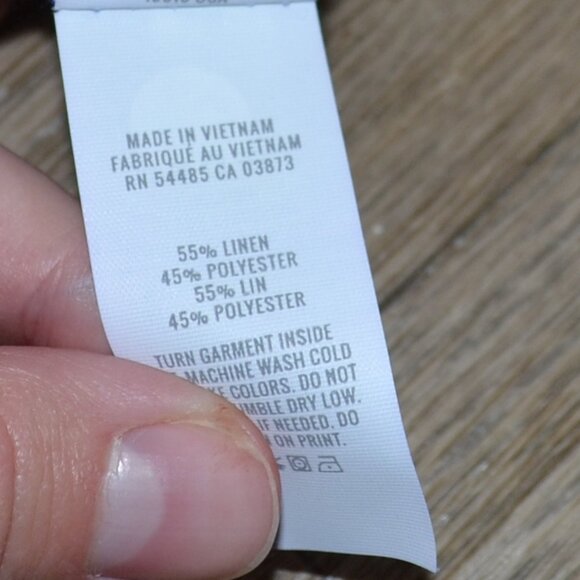 MADE IN VIETNAM
FABRIQUÉ AU VIETNAM
RN 54485 CA 03873
55% LINEN
45% POLYESTER
55% LIN
45% POLYESTER
TURN GARMENT INSIDE
MACHINE WASH COLD
COLORS. DO NOT
DRY LOW.
IF NEEDED. DO
ON PRINT.